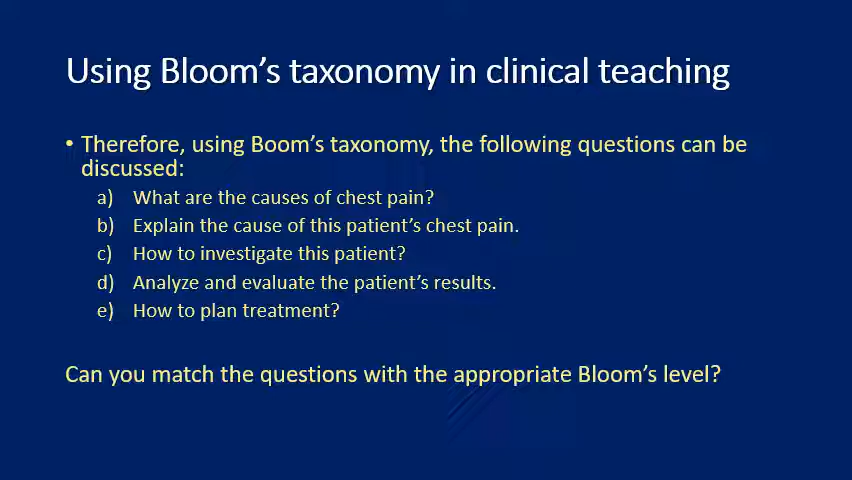 Using Bloom's taxonomy in clinical teaching
• Therefore, using Boom's taxonomy, the following questions can be
discussed:
a) What are the causes of chest pain?
b) Explain the cause of this patient's chest pain.
c) How to investigate this patient?
d) Analyze and evaluate the patient's results.
e) How to plan treatment?
Can you match the questions with the appropriate Bloom's level?